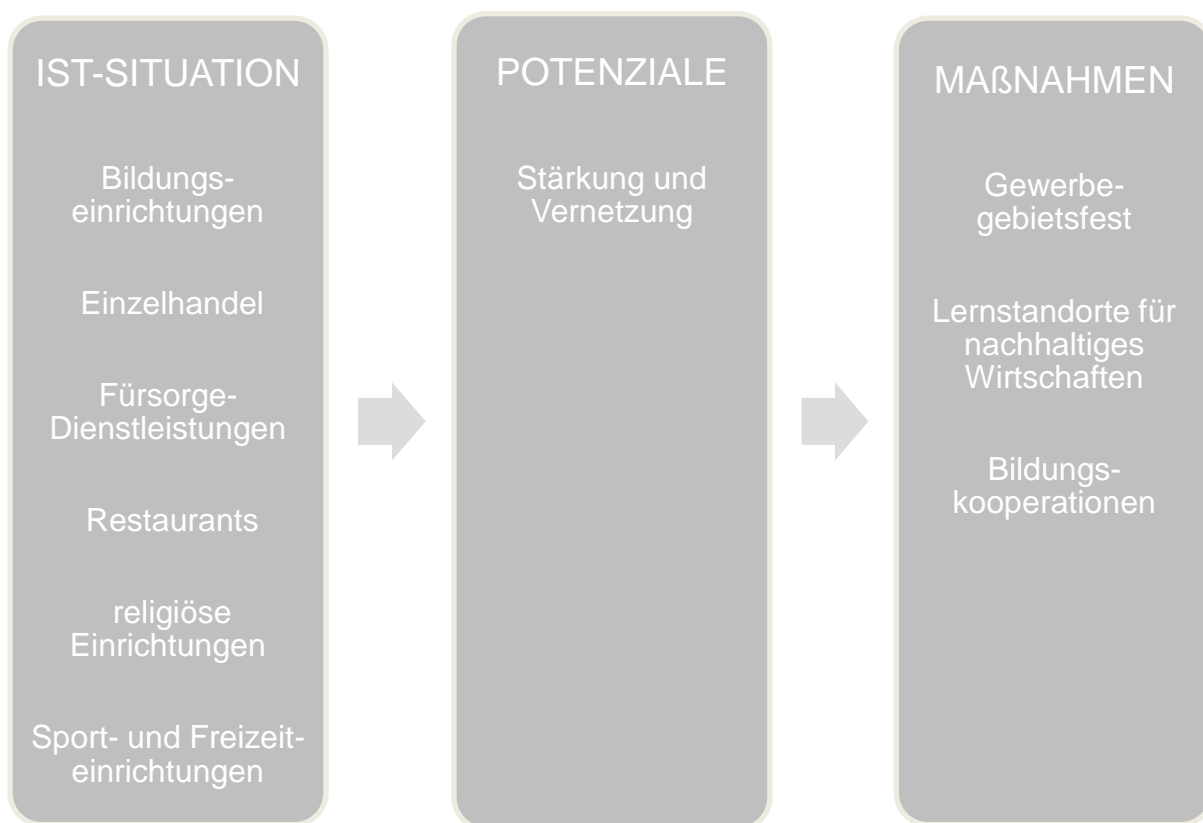 IST-SITUATION
Bildungs-
einrichtungen
Einzelhandel
Fürsorge-
Dienstleistungen
Restaurants
religiöse
Einrichtungen
Sport- und Freizeit-
einrichtungen
POTENZIALE
Stärkung und
Vernetzung
MAßNAHMEN
Gewerbe-
gebietsfest
Lernstandorte für
nachhaltiges
Wirtschaften
Bildungs-
kooperationen